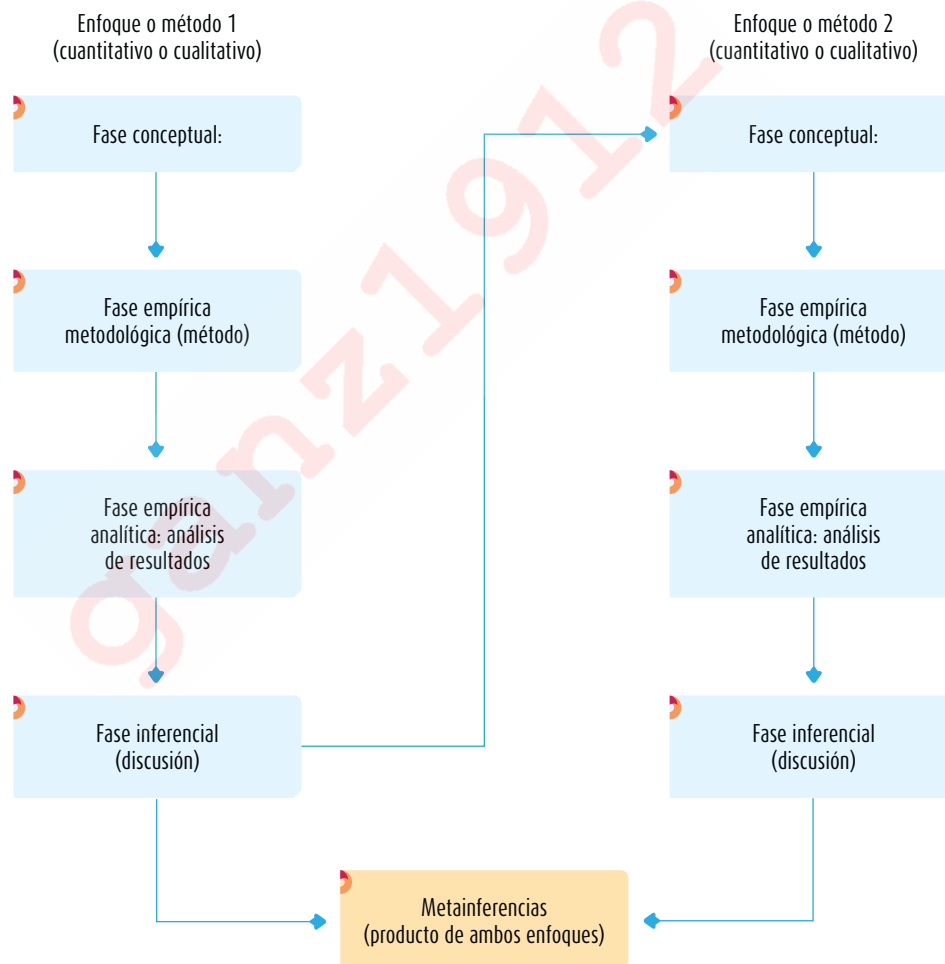 Enfoque o método 1
(cuantitativo o cualitativo)
Fase conceptual:
Fase empírica
metodológica (método)
Fase empírica
analítica: análisis
de resultados
Fase inferencial
(discusión)
Enfoque o método 2
(cuantitativo o cualitativo)
Fase conceptual:
Fase empírica
metodológica (método)
Fase empírica
analítica: análisis
de resultados
Fase inferencial
(discusión)
Metainferencias
(producto de ambos enfoques)
ganz1912